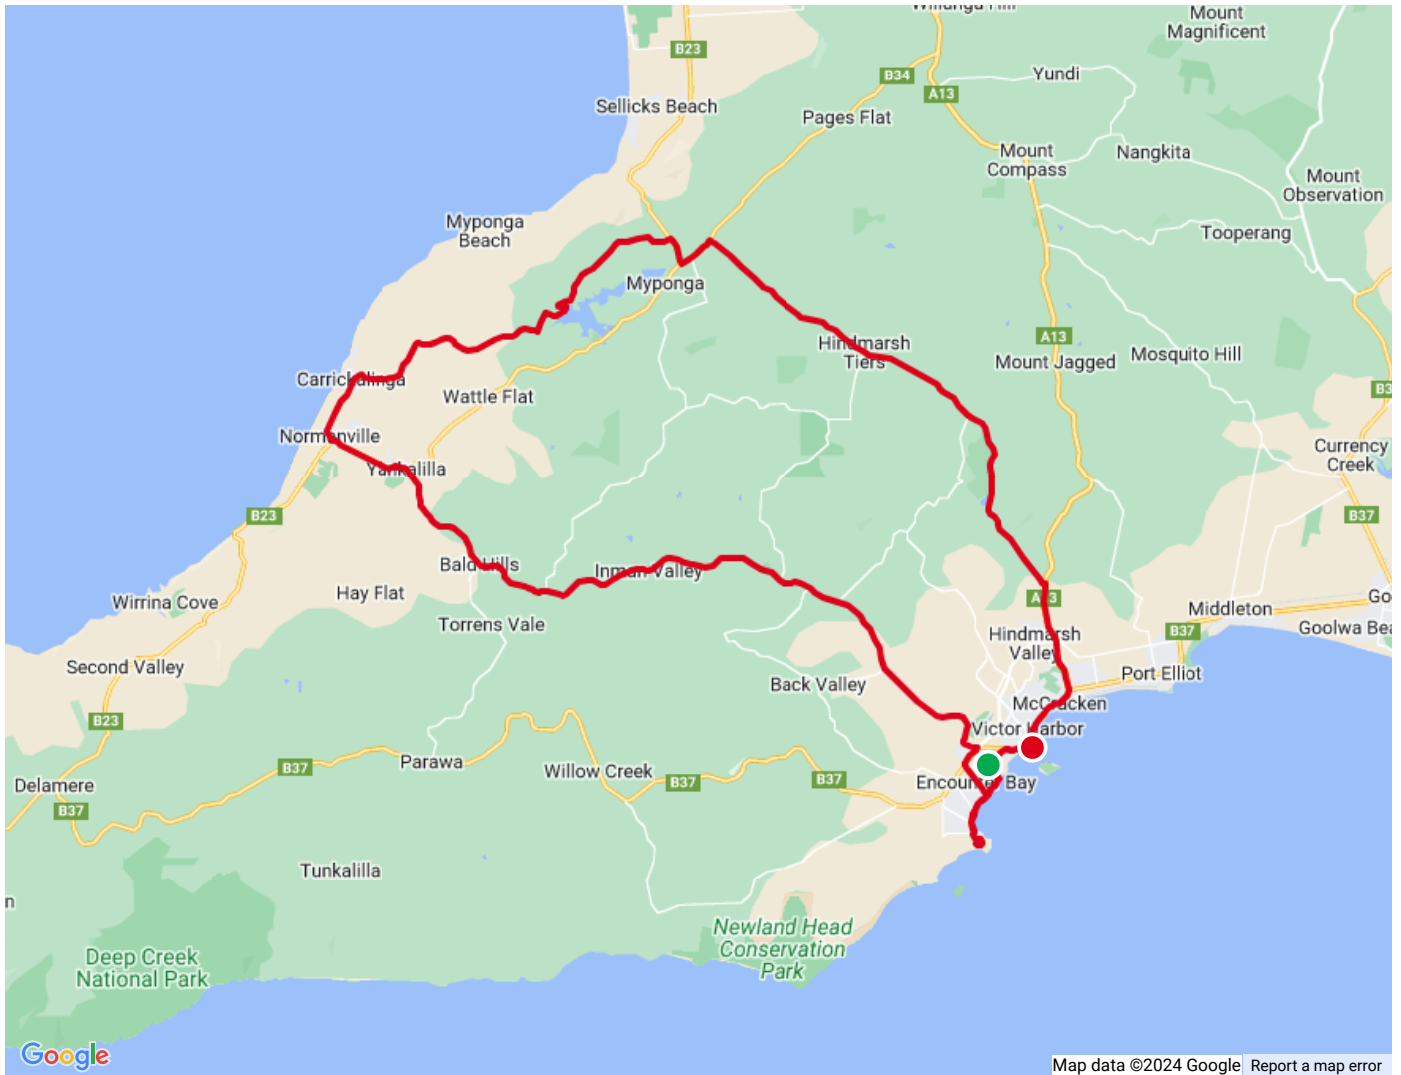 Willunga Hill
Mount
Magnificent
B23
B34
Yundi
A13
Sellicks Beach
Pages Flat
Mount
Compass
Nangkita
Mount
Observation
Myponga
Beach
Tooperang
Myponga
Hindmarsh
Tiers
A13
Mount Jagged
Mosquito Hill
Carrickalinga
Wattle Flat
B3
Normanville
Yankalilla
Currency
Creek
B23
B37
Bald Hills
Inman Valley
Hay Flat
Wirrina Cove
A13
Middleton
Go
Torrens Vale
Hindmarsh
Valley
B37
Goolwa Bea
Second Valley
Port Elliot
Back Valley
McCracken
B23
Victor Harbor
Parawa
B37
Willow Creek
B37
B37
Encounter Bay
Delamere
B37
Tunkalilla
n
Newland Head
Conservation
Park
Deep Creek
National Park
Google
Map data ©2024 Google
Report a map error